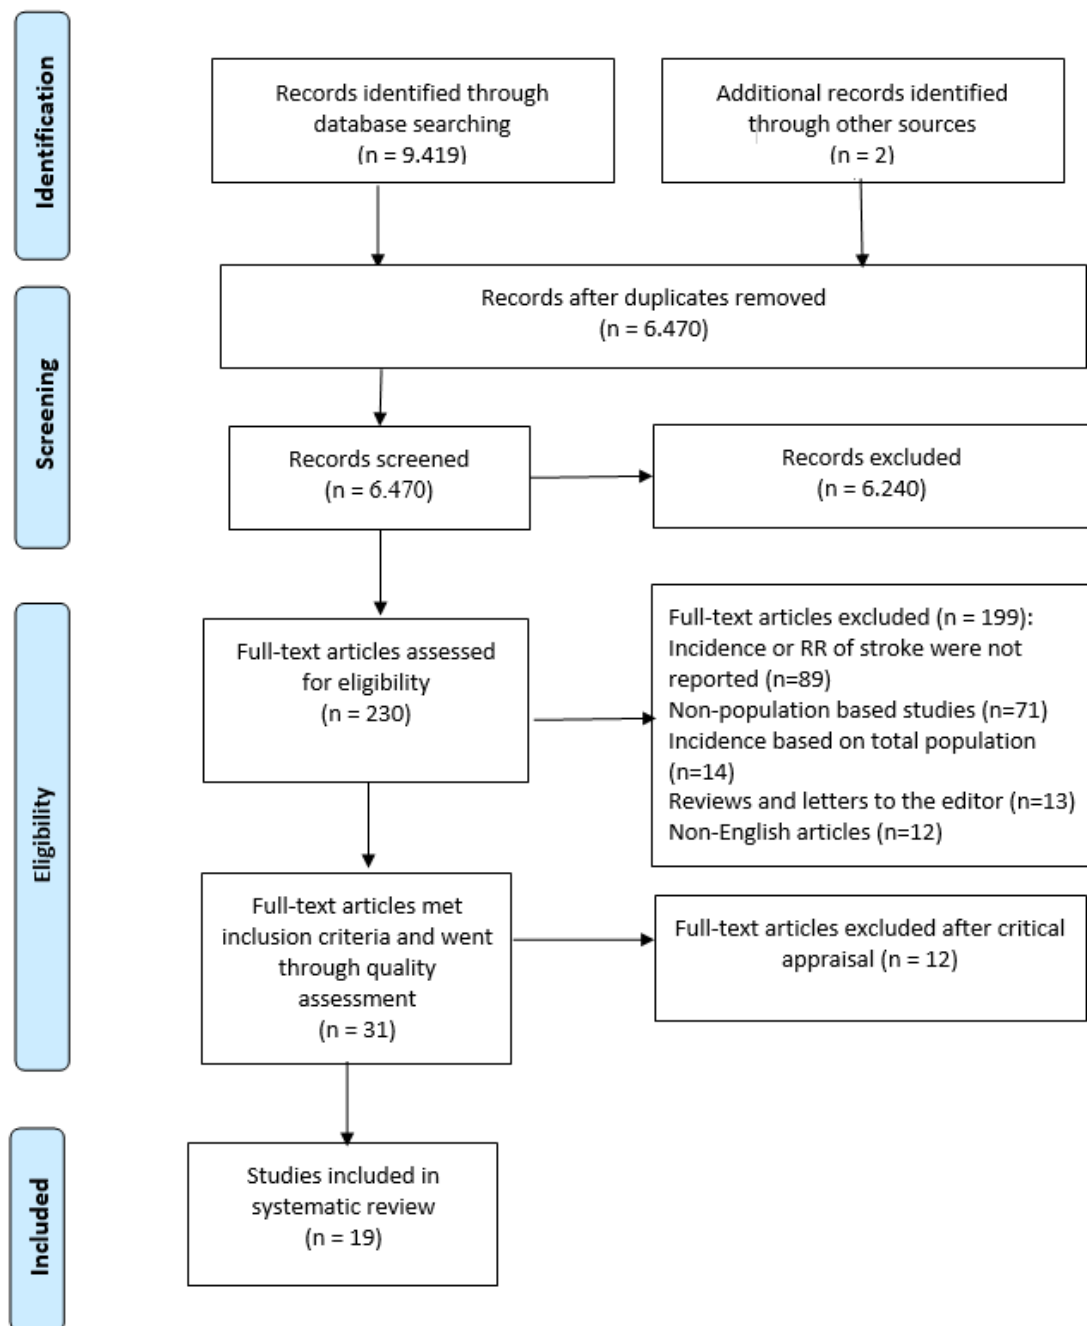 Identification
Records identified through
database searching
(n = 9.419)
Additional records identified
through other sources
(n = 2)
Screening
Records after duplicates removed
(n = 6.470)
Records screened
(n = 6.470)
Records excluded
(n = 6.240)
Eligibility
Full-text articles assessed
for eligibility
(n = 230)
Full-text articles excluded (n = 199):
Incidence or RR of stroke were not
reported (n=89)
Non-population based studies (n=71)
Incidence based on total population
(n=14)
Reviews and letters to the editor (n=13)
Non-English articles (n=12)
Full-text articles met
inclusion criteria and went
through quality
assessment
(n = 31)
Full-text articles excluded after critical
appraisal (n = 12)
Included
Studies included in
systematic review
(n = 19)